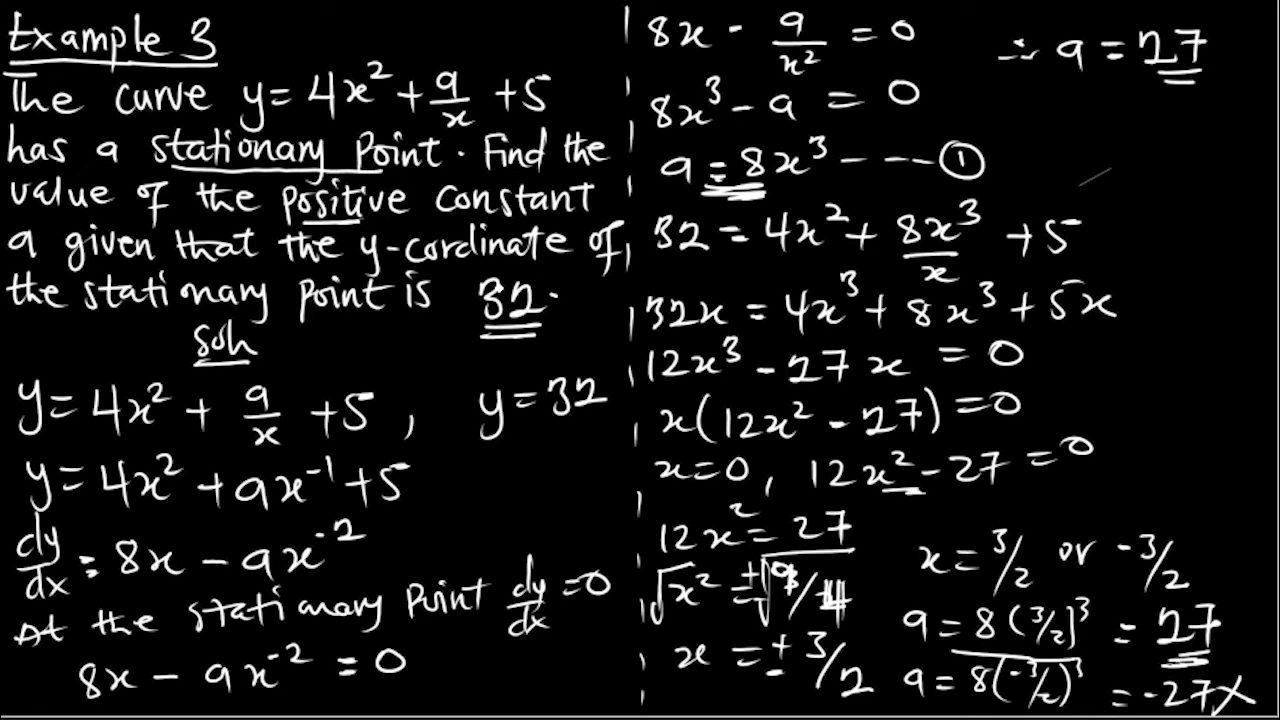 Example 3
The curve y = 4x² + a/x + 5
has a stationary point. Find the
value of the positive constant
a given that the y-cordinate of
the stationary point is 32.
Soln
y = 4x² + a/x + 5, y = 32
y = 4x² + ax⁻¹ + 5
dy/dx = 8x - ax⁻²
At the stationary point dy/dx = 0
8x - ax⁻² = 0
8x - a/x² = 0
8x³ - a = 0
a = 8x³ - - - - ①
32 = 4x² + 8x³/x + 5
32x = 4x³ + 8x³ + 5x
12x³ - 27x = 0
x(12x² - 27) = 0
x = 0, 12x² - 27 = 0
12x² = 27
√x² = ±√9/4
x = ± 3/2
x = 3/2 or -3/2
a = 8(3/2)³ = 27
a = 8(-3/2)³ = -27 X
∴ a = 27